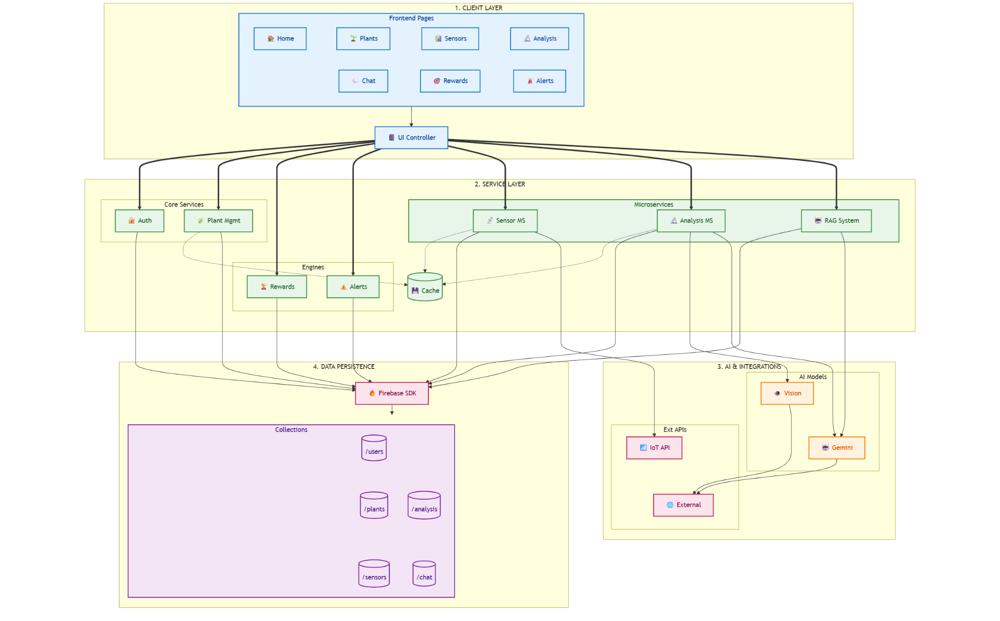 1. CLIENT LAYER
Frontend Pages
Home
Plants
Sensors
Analysis
Chat
Rewards
Alerts
UI Controller
2. SERVICE LAYER
Core Services
Auth
Plant Mgmt
Microservices
Sensor MS
Analysis MS
RAG System
Engines
Rewards
Alerts
Cache
4. DATA PERSISTENCE
Firebase SDK
Collections
/users
/plants
/analysis
/sensors
/chat
3. AI & INTEGRATIONS
AI Models
Vision
Gemini
Ext APIs
IoT API
External